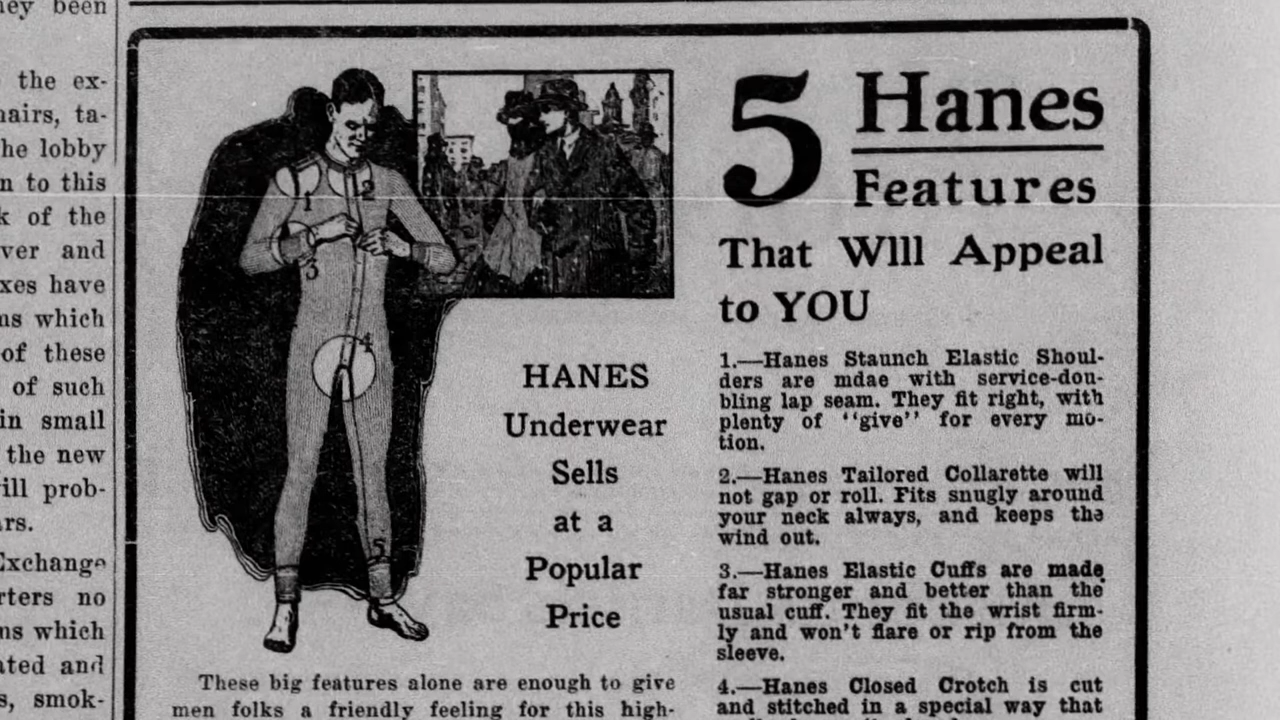 hey been
the ex-
hairs, ta-
he lobby
n to this
k of the
ver and
xes have
ns which
of these
of such
in small
the new
ill prob-
rs.
Exchange
rters no
ns which
ated and
s, smok-
1
2
3
4
5
HANES
Underwear
Sells
at a
Popular
Price
These big features alone are enough to give
men folks a friendly feeling for this high-
5 Hanes
Features
That WIll Appeal
to YOU
1.—Hanes Staunch Elastic Shoul-
ders are mdae with service-dou-
bling lap seam. They fit right, with
plenty of "give" for every mo-
tion.
2.—Hanes Tailored Collarette will
not gap or roll. Fits snugly around
your neck always, and keeps the
wind out.
3.—Hanes Elastic Cuffs are made
far stronger and better than the
usual cuff. They fit the wrist firm-
ly and won't flare or rip from the
sleeve.
4.—Hanes Closed Crotch is cut
and stitched in a special way that